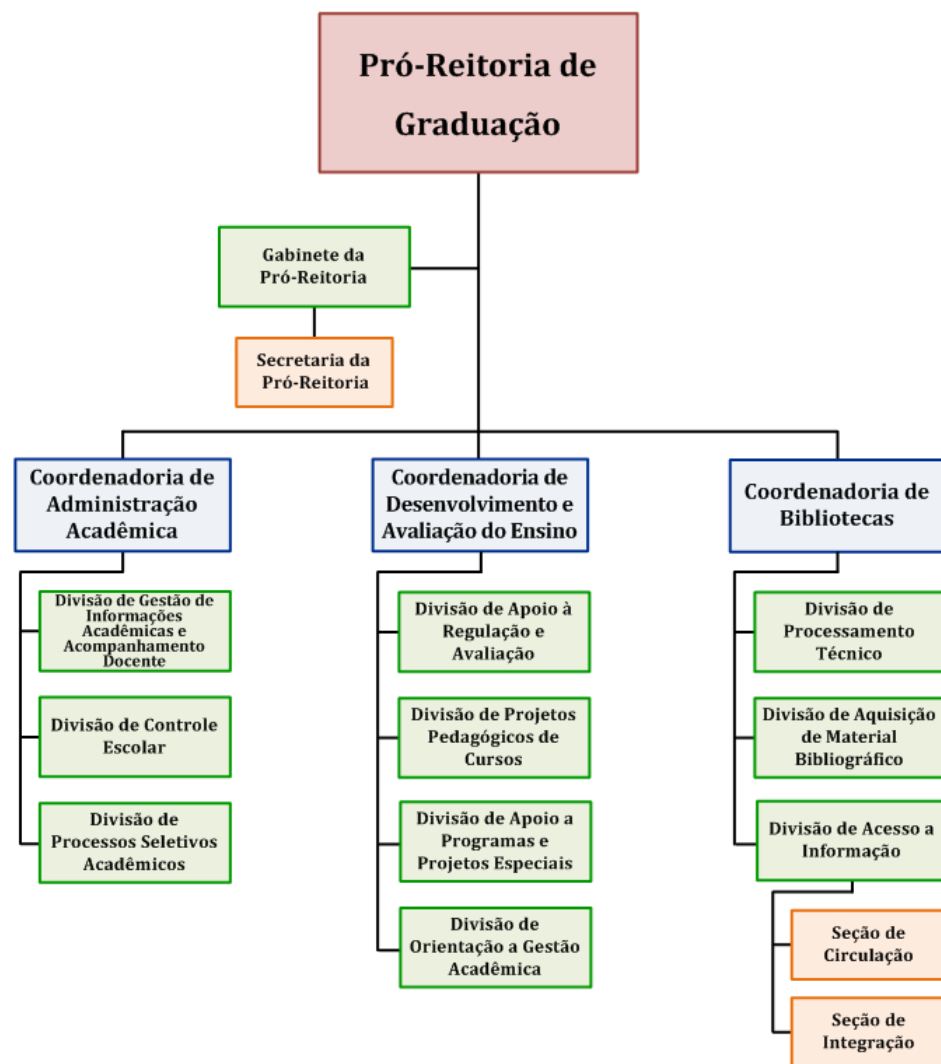 Pró-Reitoria de
Graduação
Gabinete da
Pró-Reitoria
Secretaria da
Pró-Reitoria
Coordenadoria de
Administração
Acadêmica
Divisão de Gestão de
Informações
Acadêmicas e
Acompanhamento
Docente
Divisão de Controle
Escolar
Divisão de
Processos Seletivos
Acadêmicos
Coordenadoria de
Desenvolvimento e
Avaliação do Ensino
Divisão de Apoio à
Regulação e
Avaliação
Divisão de Projetos
Pedagógicos de
Cursos
Divisão de Apoio a
Programas e
Projetos Especiais
Divisão de
Orientação a Gestão
Acadêmica
Coordenadoria de
Bibliotecas
Divisão de
Processamento
Técnico
Divisão de Aquisição
de Material
Bibliográfico
Divisão de Acesso a
Informação
Seção de
Circulação
Seção de
Integração